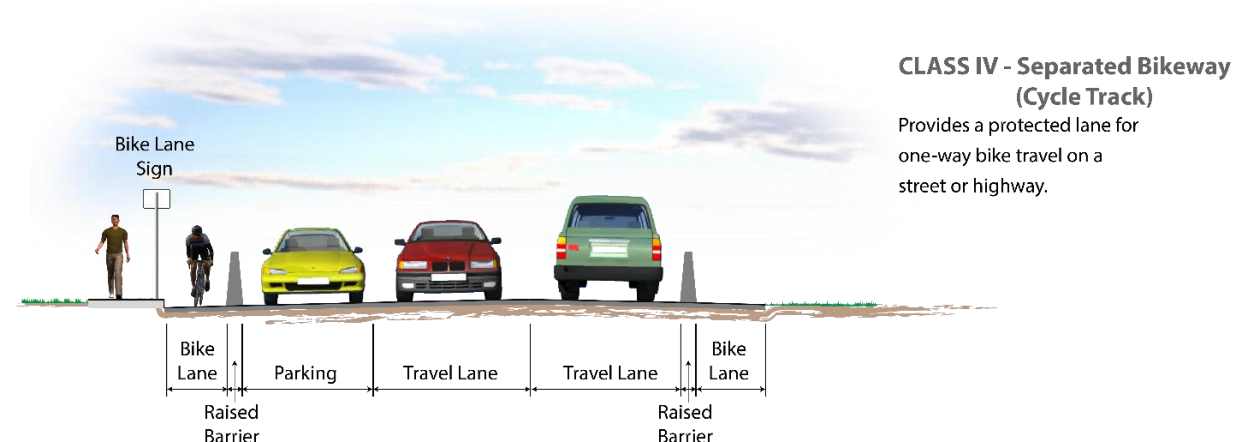 CLASS IV - Separated Bikeway
(Cycle Track)
Provides a protected lane for
one-way bike travel on a
street or highway.
Bike Lane
Sign
Bike
Lane
Raised
Barrier
Parking
Travel Lane
Travel Lane
Raised
Barrier
Bike
Lane